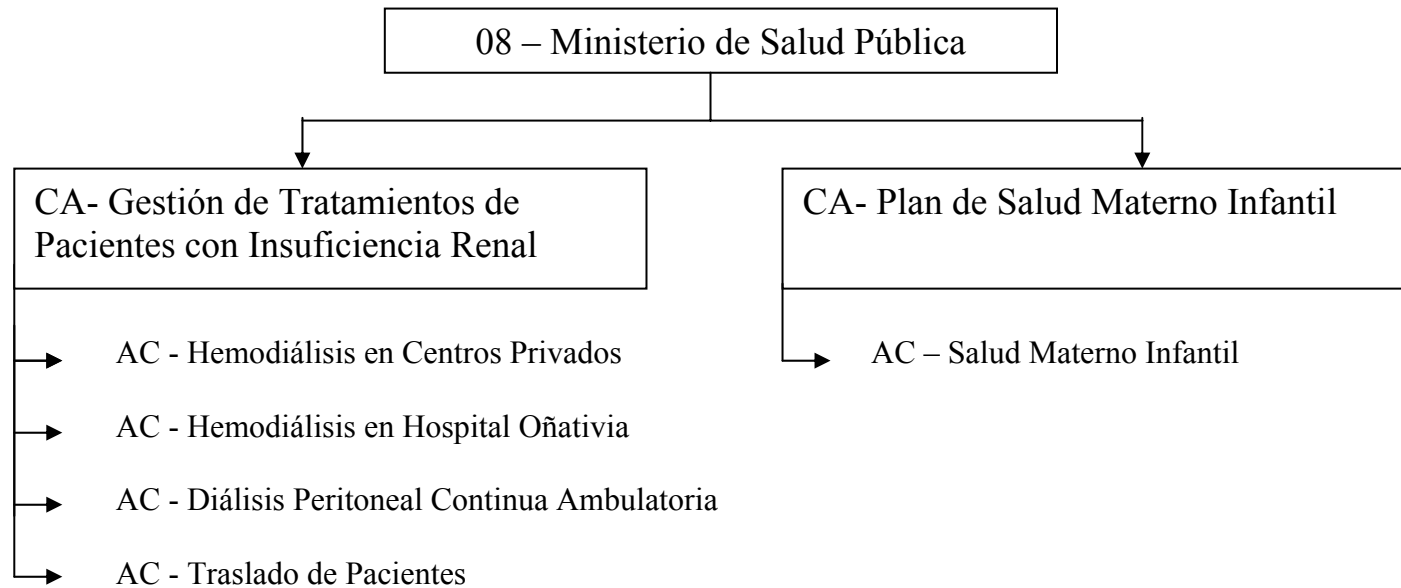 08 – Ministerio de Salud Pública
CA- Gestión de Tratamientos de
Pacientes con Insuficiencia Renal
AC - Hemodiálisis en Centros Privados
AC - Hemodiálisis en Hospital Oñativia
AC - Diálisis Peritoneal Continua Ambulatoria
AC - Traslado de Pacientes
CA- Plan de Salud Materno Infantil
AC – Salud Materno Infantil